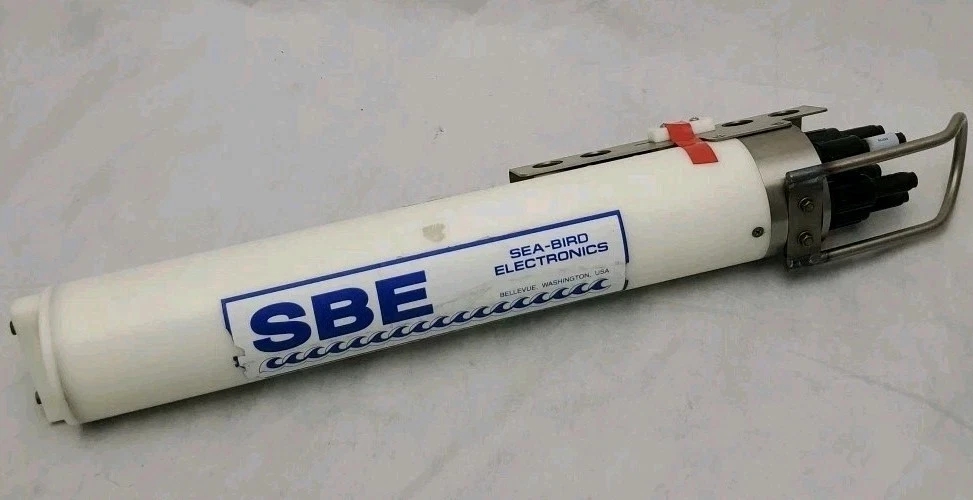 SBE
SEA-BIRD
ELECTRONICS
BELLEVUE, WASHINGTON, USA